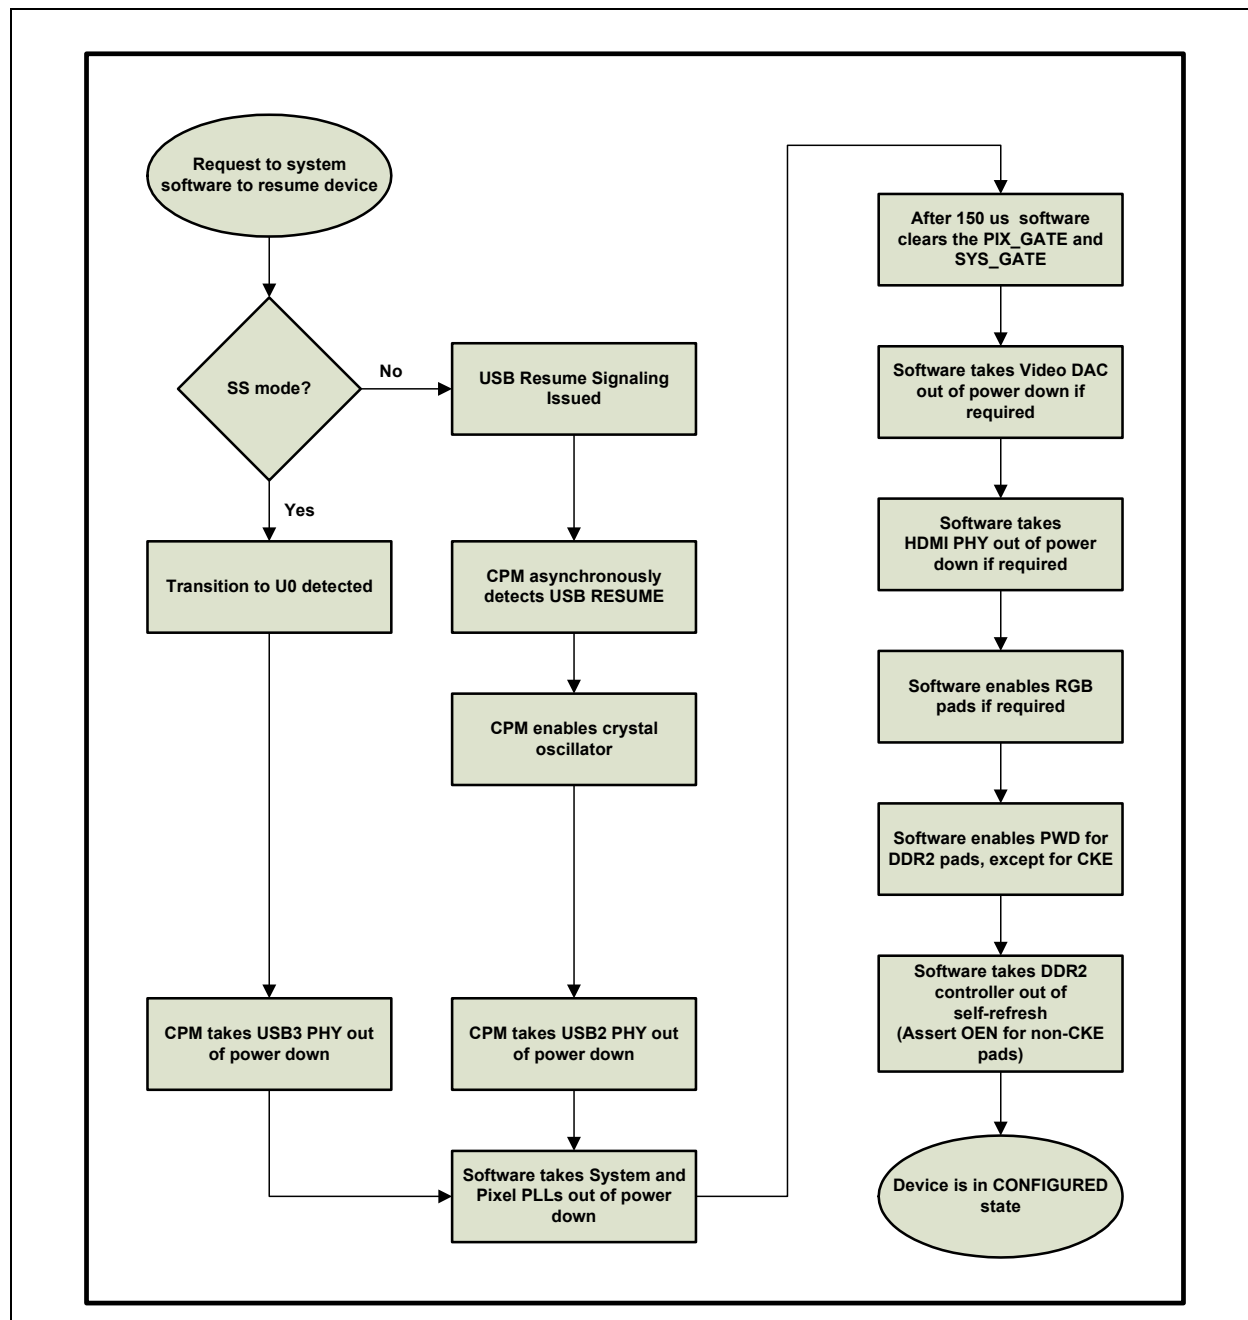 Request to system
software to resume device
SS mode?
No
Yes
USB Resume Signaling
Issued
Transition to U0 detected
CPM asynchronously
detects USB RESUME
CPM enables crystal
oscillator
CPM takes USB3 PHY out
of power down
CPM takes USB2 PHY out
of power down
Software takes System and
Pixel PLLs out of power
down
After 150 us software
clears the PIX_GATE and
SYS_GATE
Software takes Video DAC
out of power down if
required
Software takes
HDMI PHY out of power
down if required
Software enables RGB
pads if required
Software enables PWD for
DDR2 pads, except for CKE
Software takes DDR2
controller out of
self-refresh
(Assert OEN for non-CKE
pads)
Device is in CONFIGURED
state